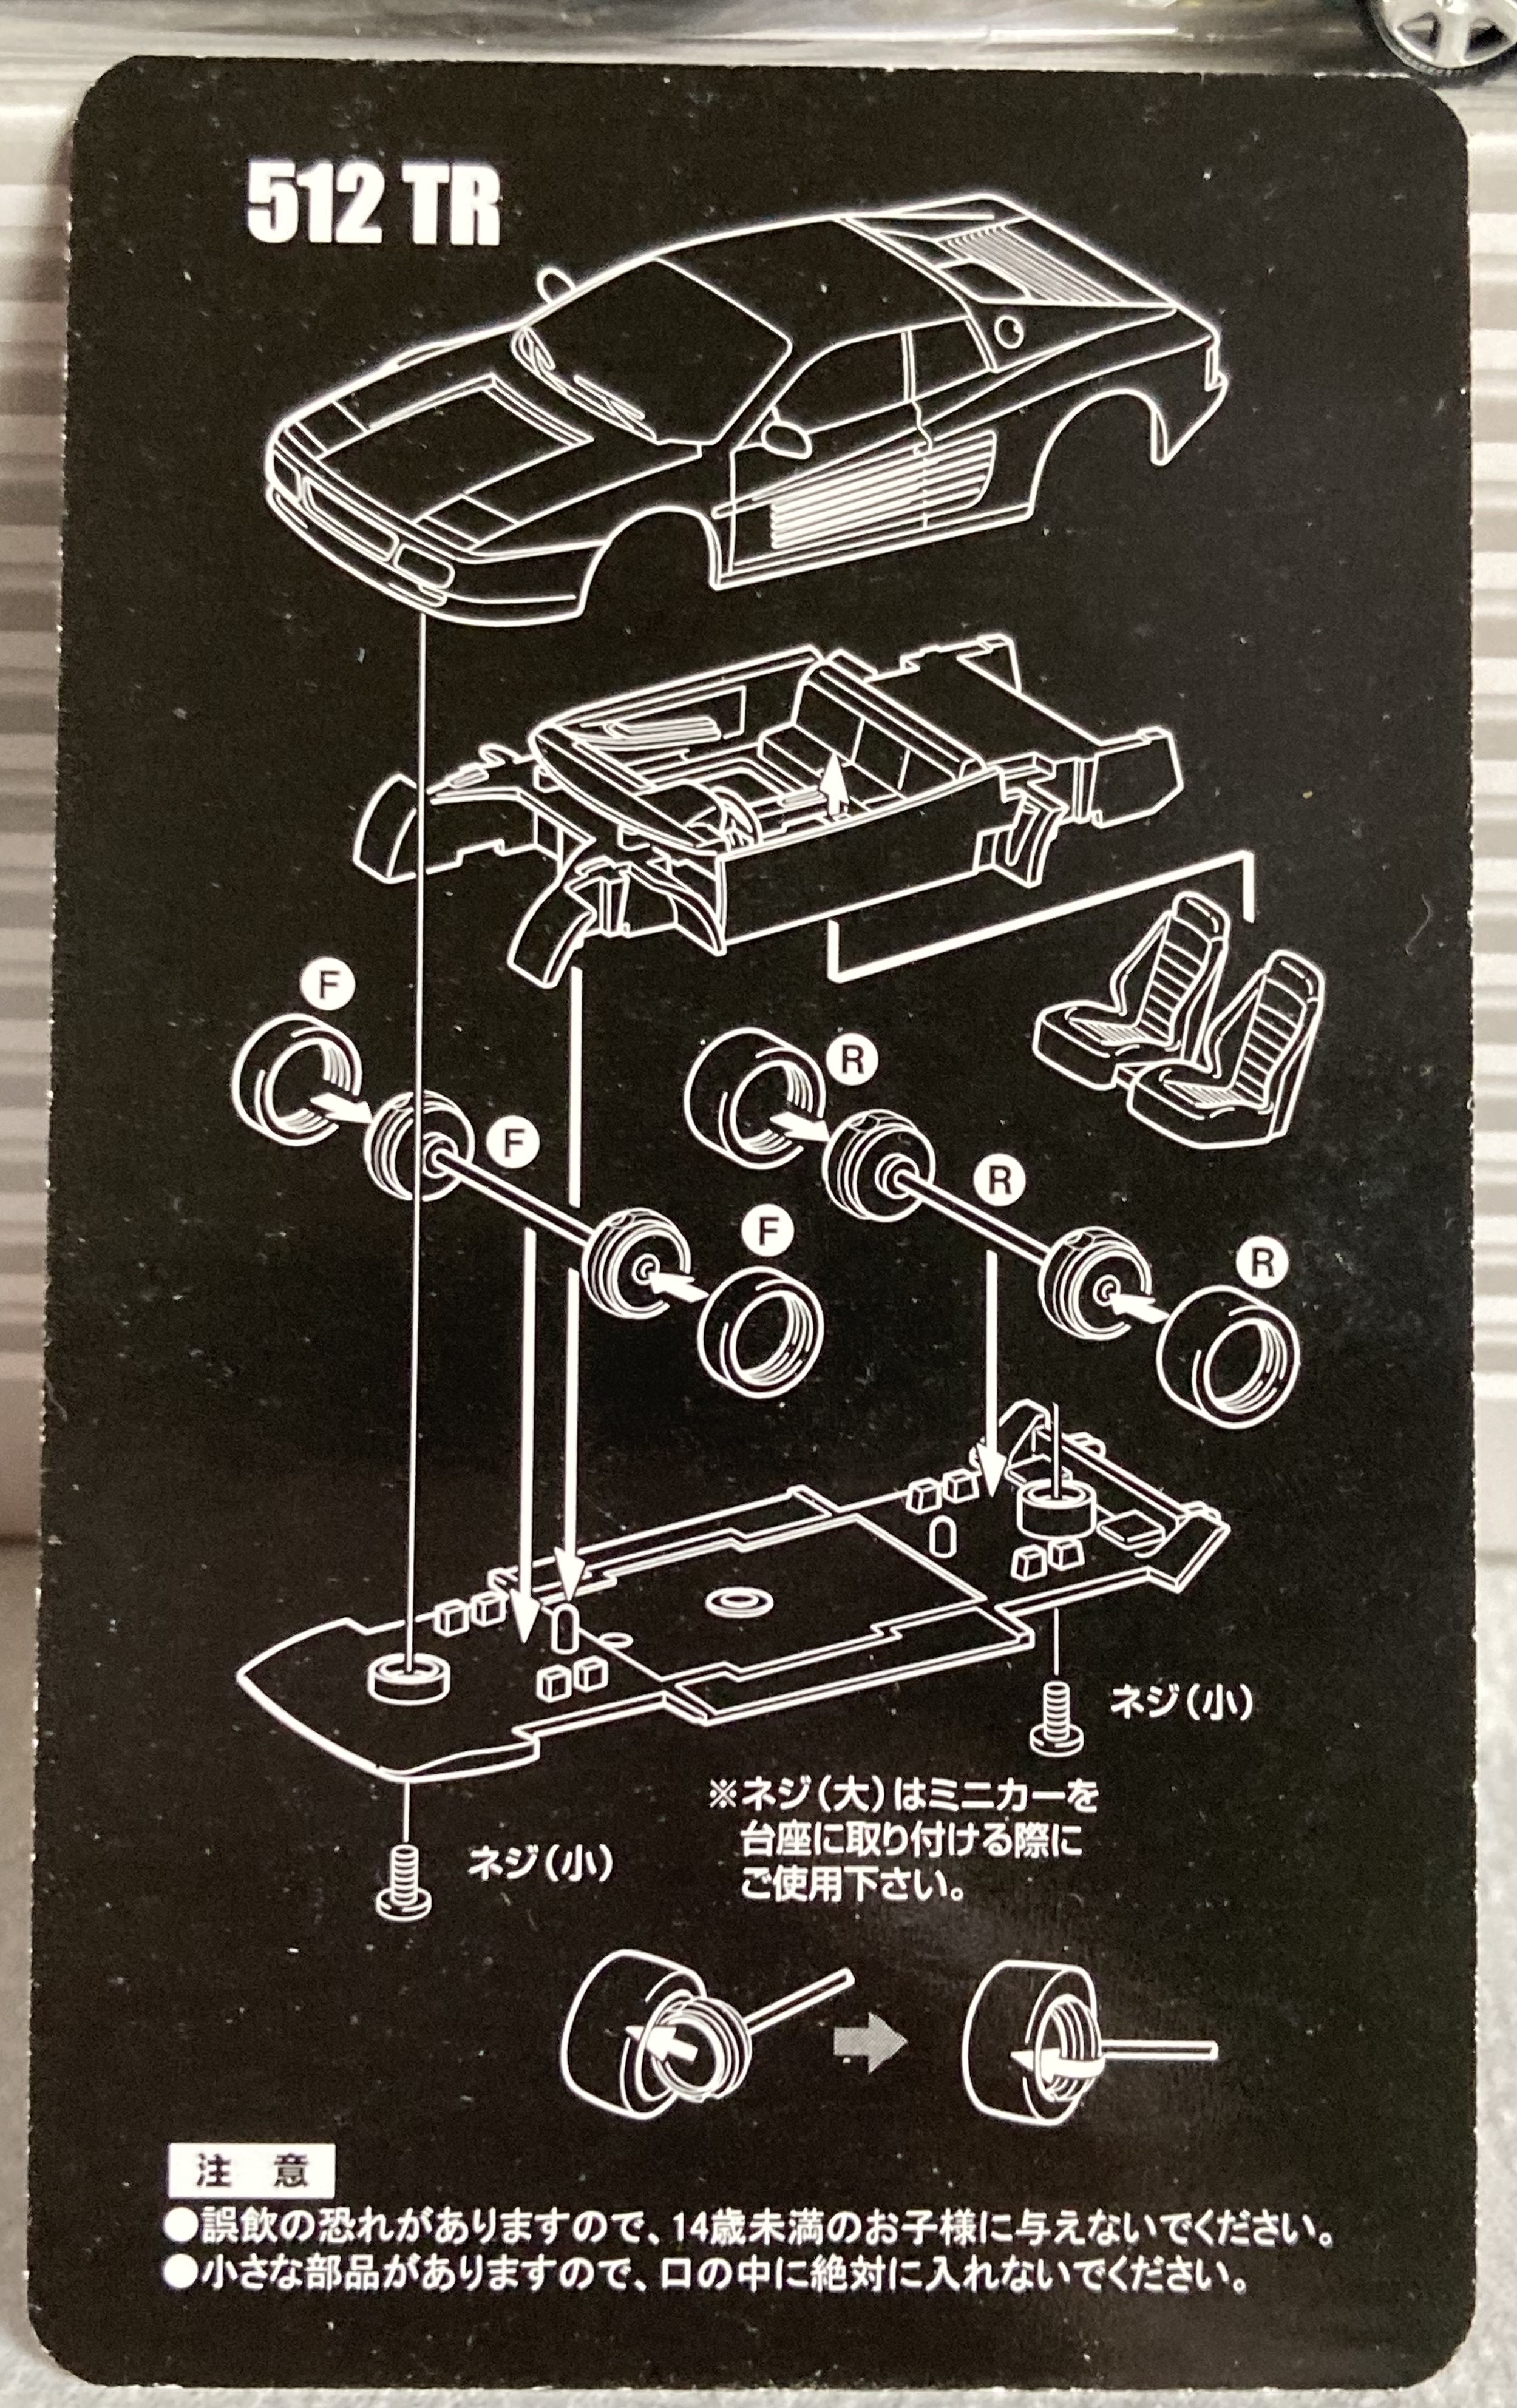 512 TR
F
R
F
R
F
R
ネジ（小）
※ネジ（大）はミニカーを
台座に取り付ける際に
ご使用下さい。
ネジ（小）
注 意
●誤飲の恐れがありますので、14歳未満のお子様に与えないでください。
●小さな部品がありますので、口の中に絶対に入れないでください。